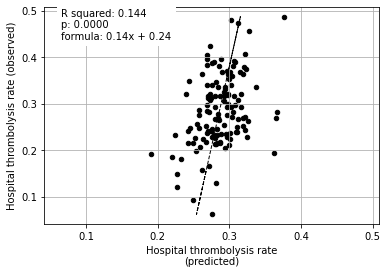 R squared: 0.144
p: 0.0000
formula: 0.14x + 0.24
0.5
0.4
0.3
0.2
0.1
Hospital thrombolysis rate (observed)
0.1 0.2 0.3 0.4 0.5
Hospital thrombolysis rate
(predicted)